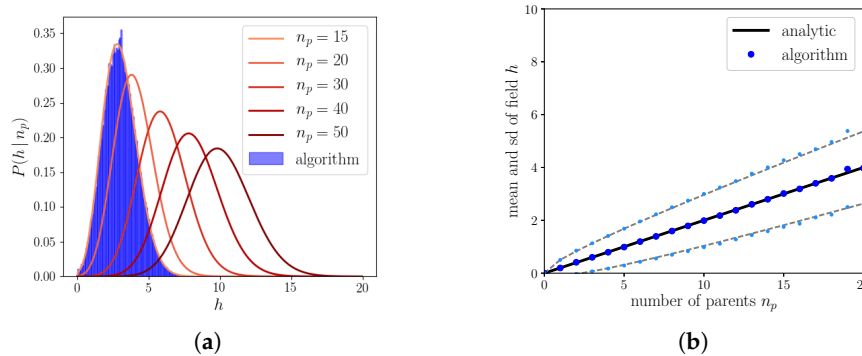 0.35
0.30
0.25
0.20
0.15
0.10
0.05
0.00
P(h | n_p)
0 5 10 15 20
h
n_p = 15
n_p = 20
n_p = 30
n_p = 40
n_p = 50
algorithm
(a)
10
8
6
4
2
0
mean and sd of field h
0 5 10 15 20
number of parents n_p
analytic
algorithm
(b)